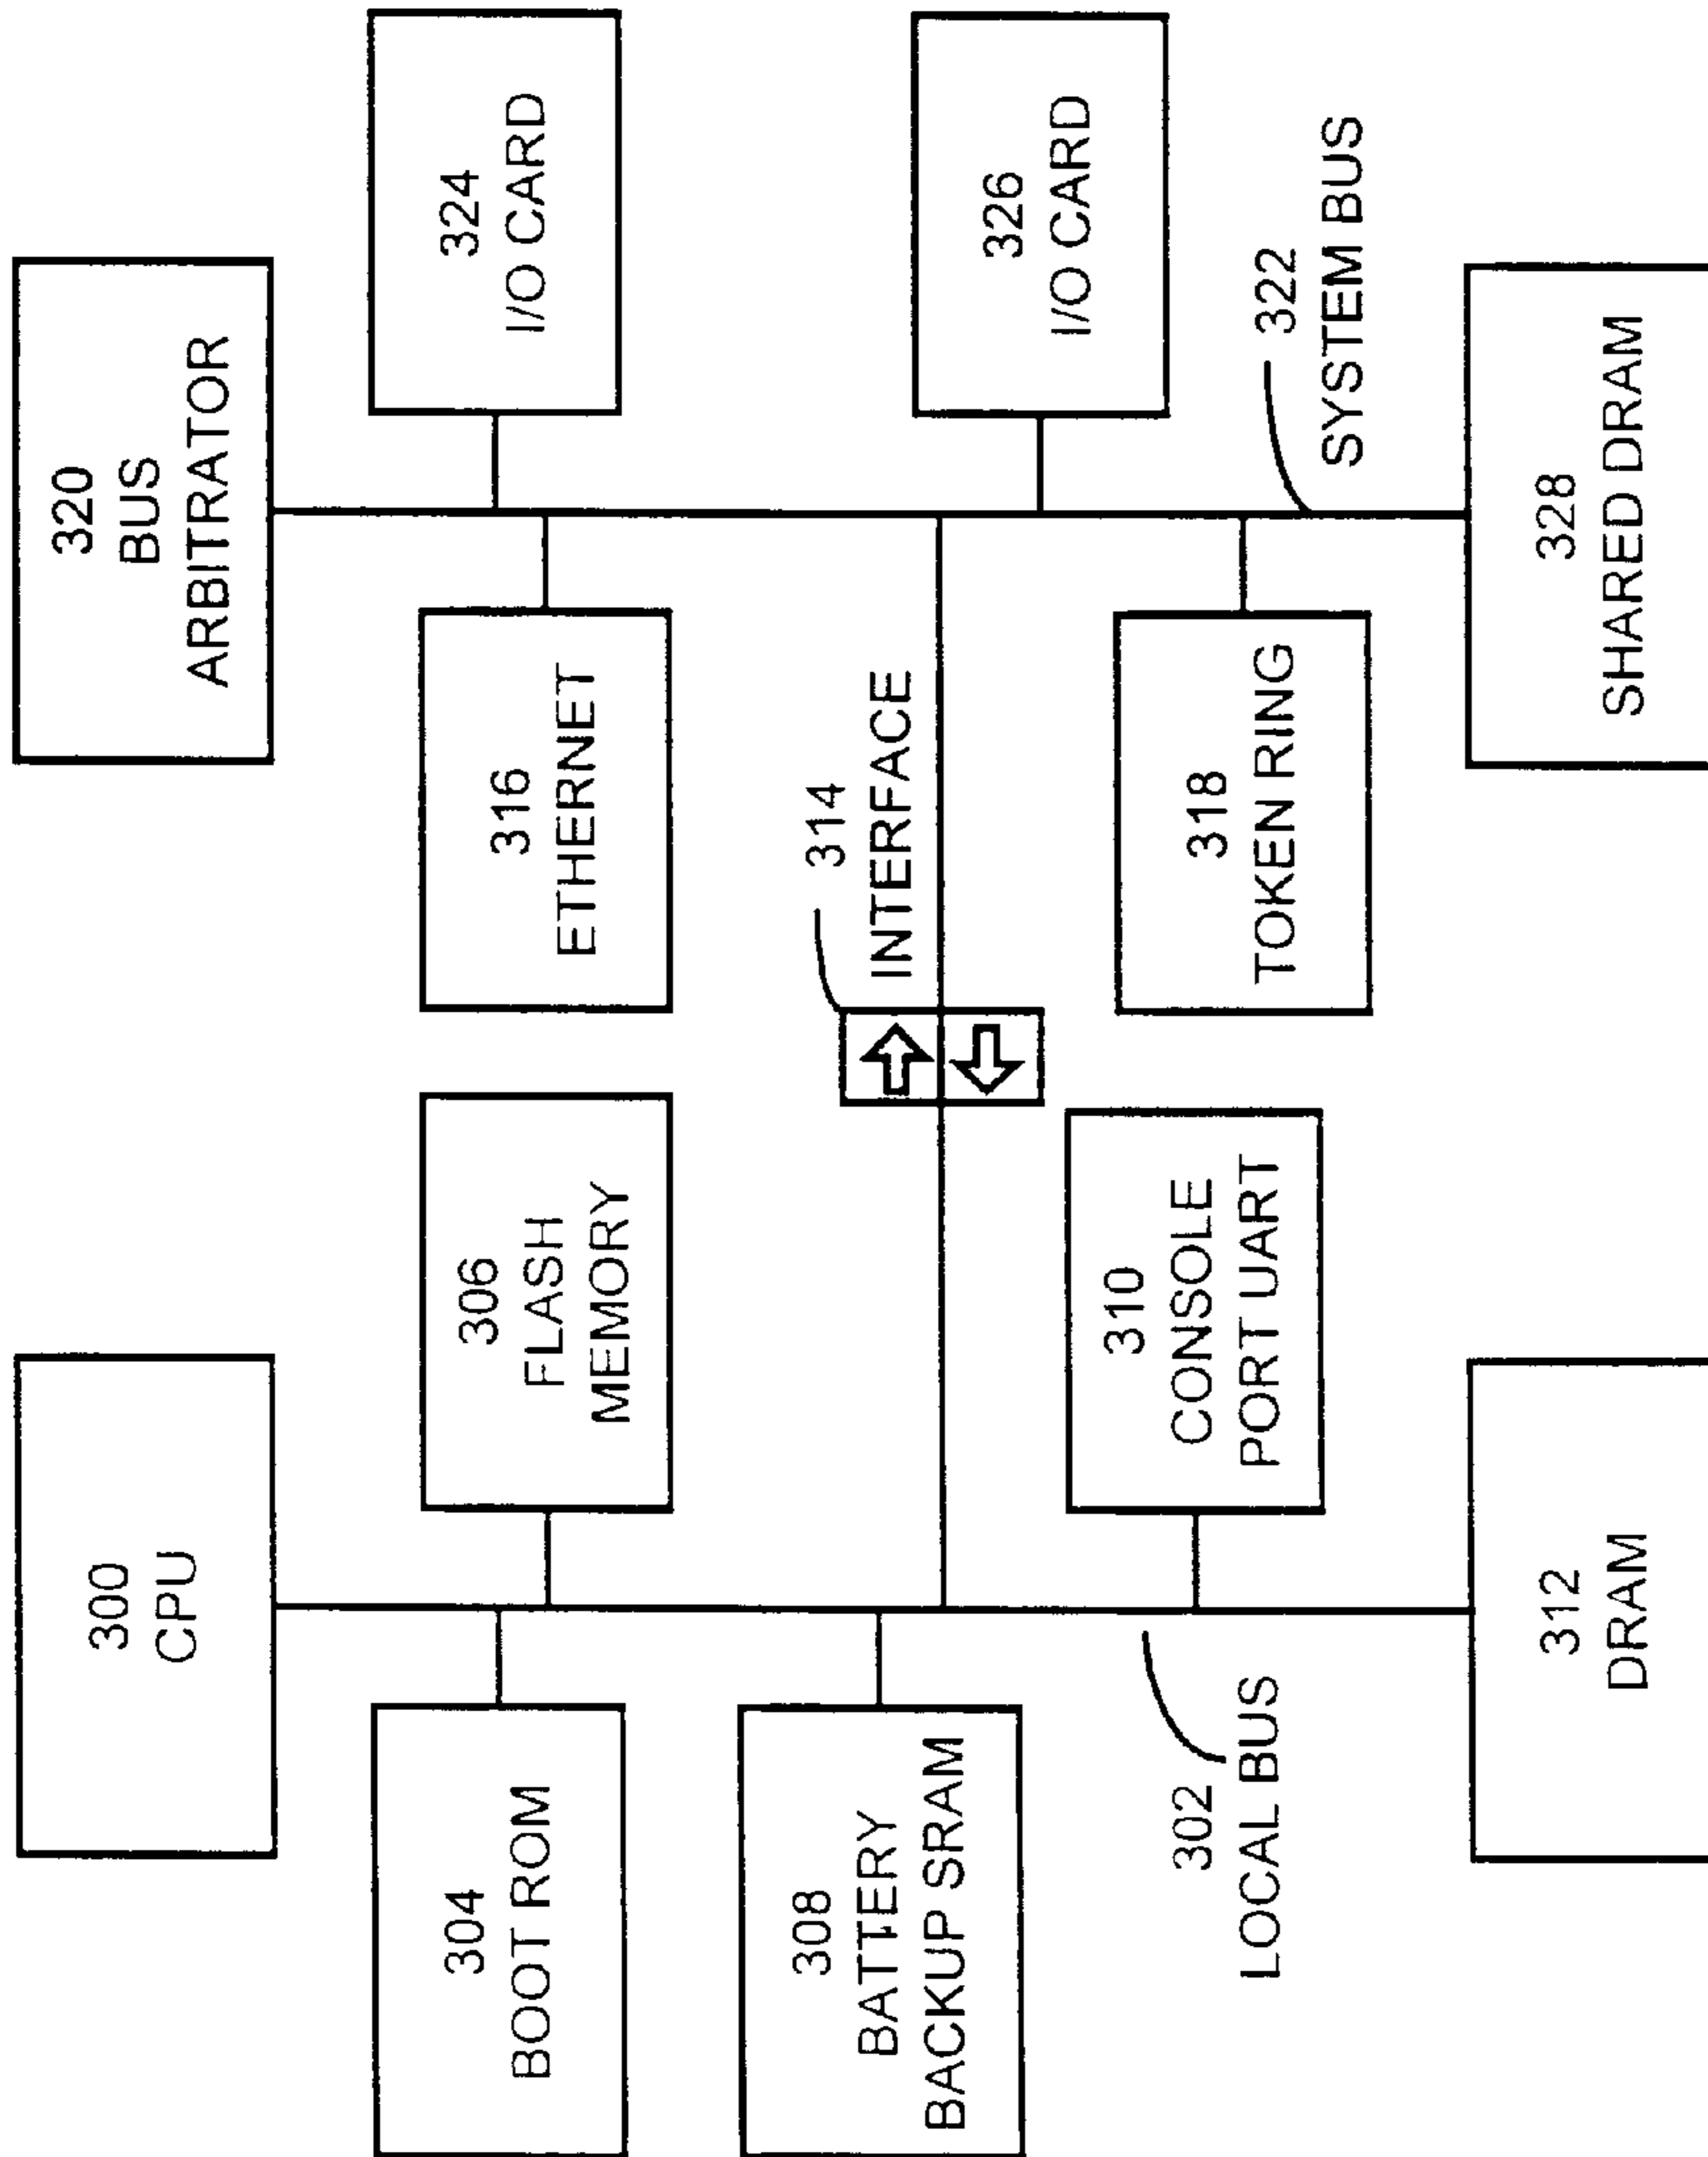 300
CPU
320
BUS
ARBITRATOR
304
BOOT ROM
306
FLASH
MEMORY
316
ETHERNET
324
I/O CARD
308
BATTERY
BACKUP SRAM
314
INTERFACE
326
I/O CARD
302
LOCAL BUS
310
CONSOLE
PORT UART
318
TOKEN RING
322
SYSTEM BUS
312
DRAM
328
SHARED DRAM